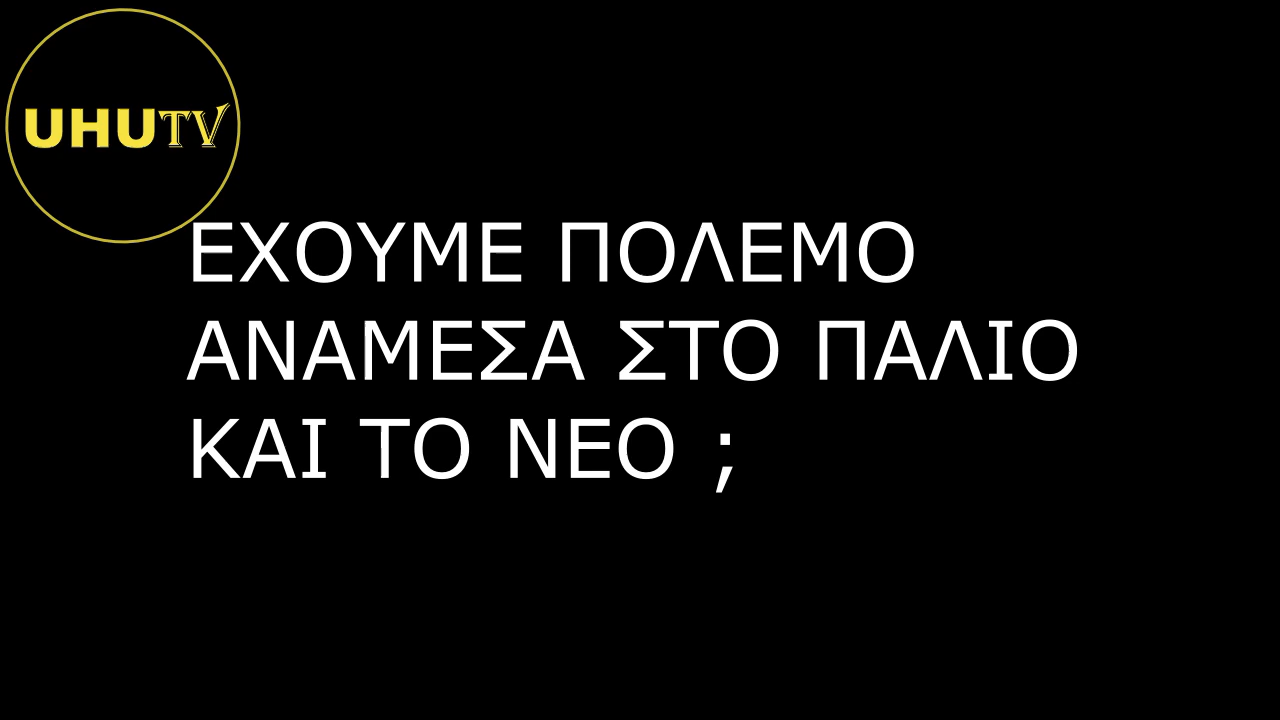 UHUTV
ΕΧΟΥΜΕ ΠΟΛΕΜΟ
ΑΝΑΜΕΣΑ ΣΤΟ ΠΑΛΙΟ
ΚΑΙ ΤΟ ΝΕΟ ;